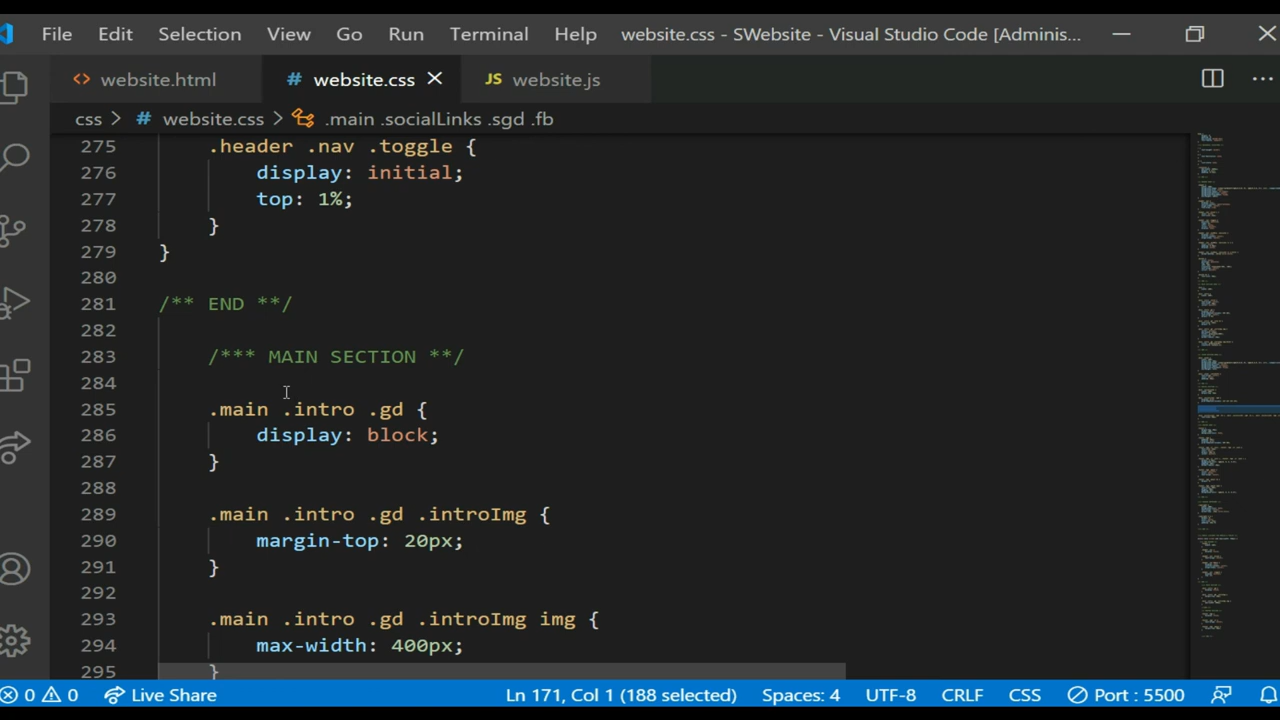 File Edit Selection View Go Run Terminal Help website.css - SWebsite - Visual Studio Code [Adminis...
<> website.html # website.css JS website.js
css > # website.css > .main .socialLinks .sgd .fb
275 .header .nav .toggle {
276 display: initial;
277 top: 1%;
278 }
279 }
280
281 /** END **/
282
283 /*** MAIN SECTION **/
284
285 .main .intro .gd {
286 display: block;
287 }
288
289 .main .intro .gd .introImg {
290 margin-top: 20px;
291 }
292
293 .main .intro .gd .introImg img {
294 max-width: 400px;
295 }
0 0 Live Share Ln 171, Col 1 (188 selected) Spaces: 4 UTF-8 CRLF CSS Port : 5500